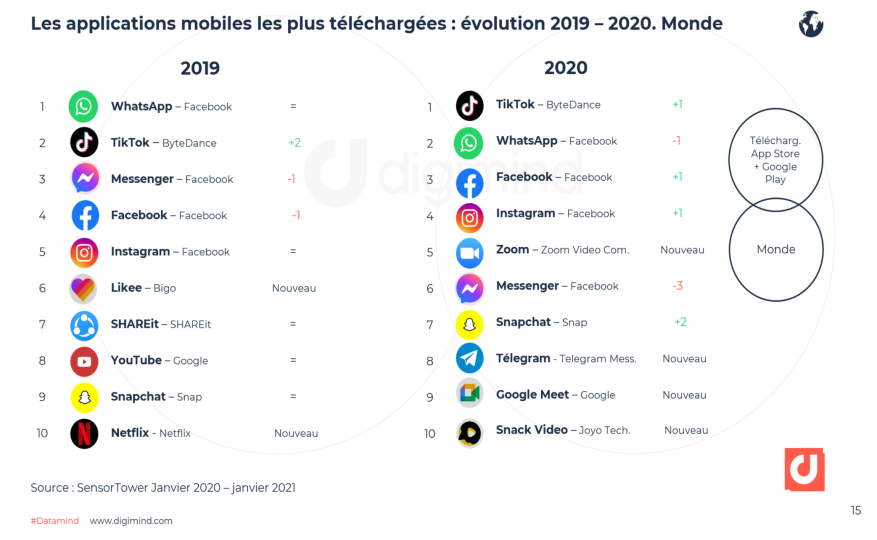 Les applications mobiles les plus téléchargées : évolution 2019 – 2020. Monde
2019
1 WhatsApp – Facebook =
2 TikTok – ByteDance +2
3 Messenger – Facebook -1
4 Facebook – Facebook -1
5 Instagram – Facebook =
6 Likee – Bigo Nouveau
7 SHAREit – SHAREit =
8 YouTube – Google =
9 Snapchat – Snap =
10 Netflix - Netflix Nouveau
2020
1 TikTok – ByteDance +1
2 WhatsApp – Facebook -1
3 Facebook – Facebook +1
4 Instagram – Facebook +1
5 Zoom – Zoom Video Com. Nouveau
6 Messenger – Facebook -3
7 Snapchat – Snap +2
8 Télegram - Telegram Mess. Nouveau
9 Google Meet – Google Nouveau
10 Snack Video – Joyo Tech. Nouveau
Télécharg.
App Store
+ Google
Play
Monde
digimind
Source : SensorTower Janvier 2020 – janvier 2021
#Datamind www.digimind.com
15